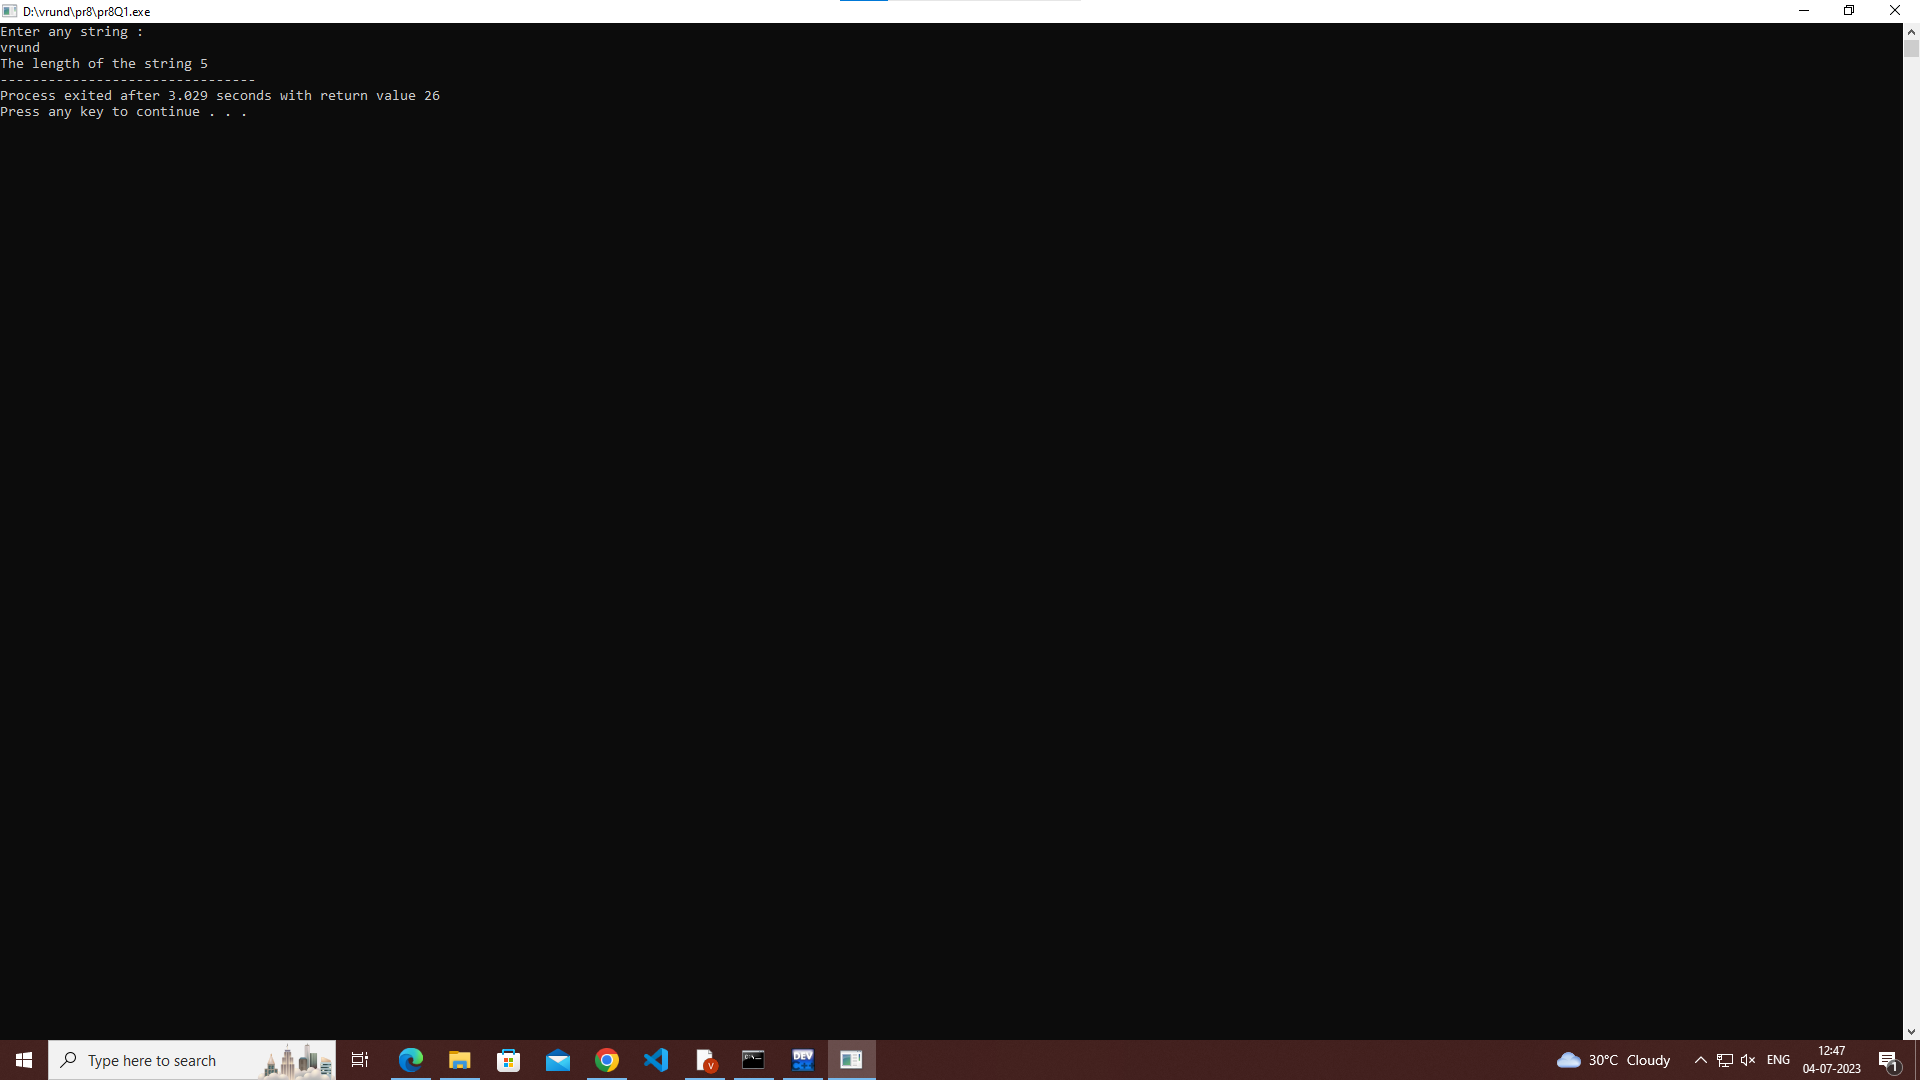 D:\vrund\pr8\pr8Q1.exe
Enter any string :
vrund
The length of the string 5
--------------------------------
Process exited after 3.029 seconds with return value 26
Press any key to continue . . .
Type here to search
DEV
30°C Cloudy
ENG
12:47
04-07-2023
1